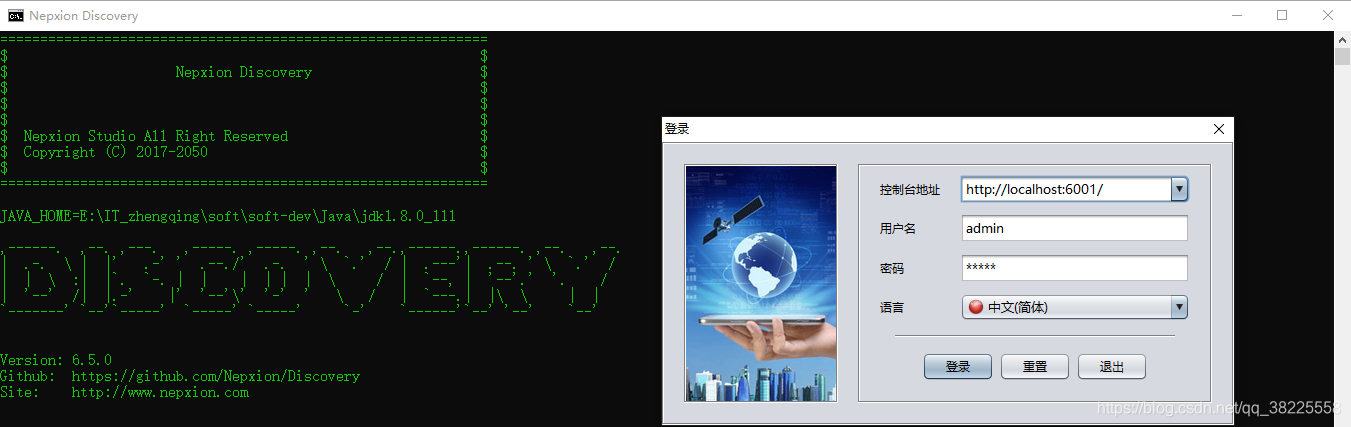 Nepxion Discovery
Nepxion Discovery
Nepxion Studio All Right Reserved
Copyright (C) 2017-2050
JAVA_HOME=E:\IT_zhengqing\soft\soft-dev\Java\jdk1.8.0_111
DISCOVERY
Version: 6.5.0
Github: https://github.com/Nepxion/Discovery
Site: http://www.nepxion.com
登录
控制台地址 http://localhost:6001/
用户名 admin
密码 *****
语言 中文(简体)
登录 重置 退出
https://blog.csdn.net/qq_38225558